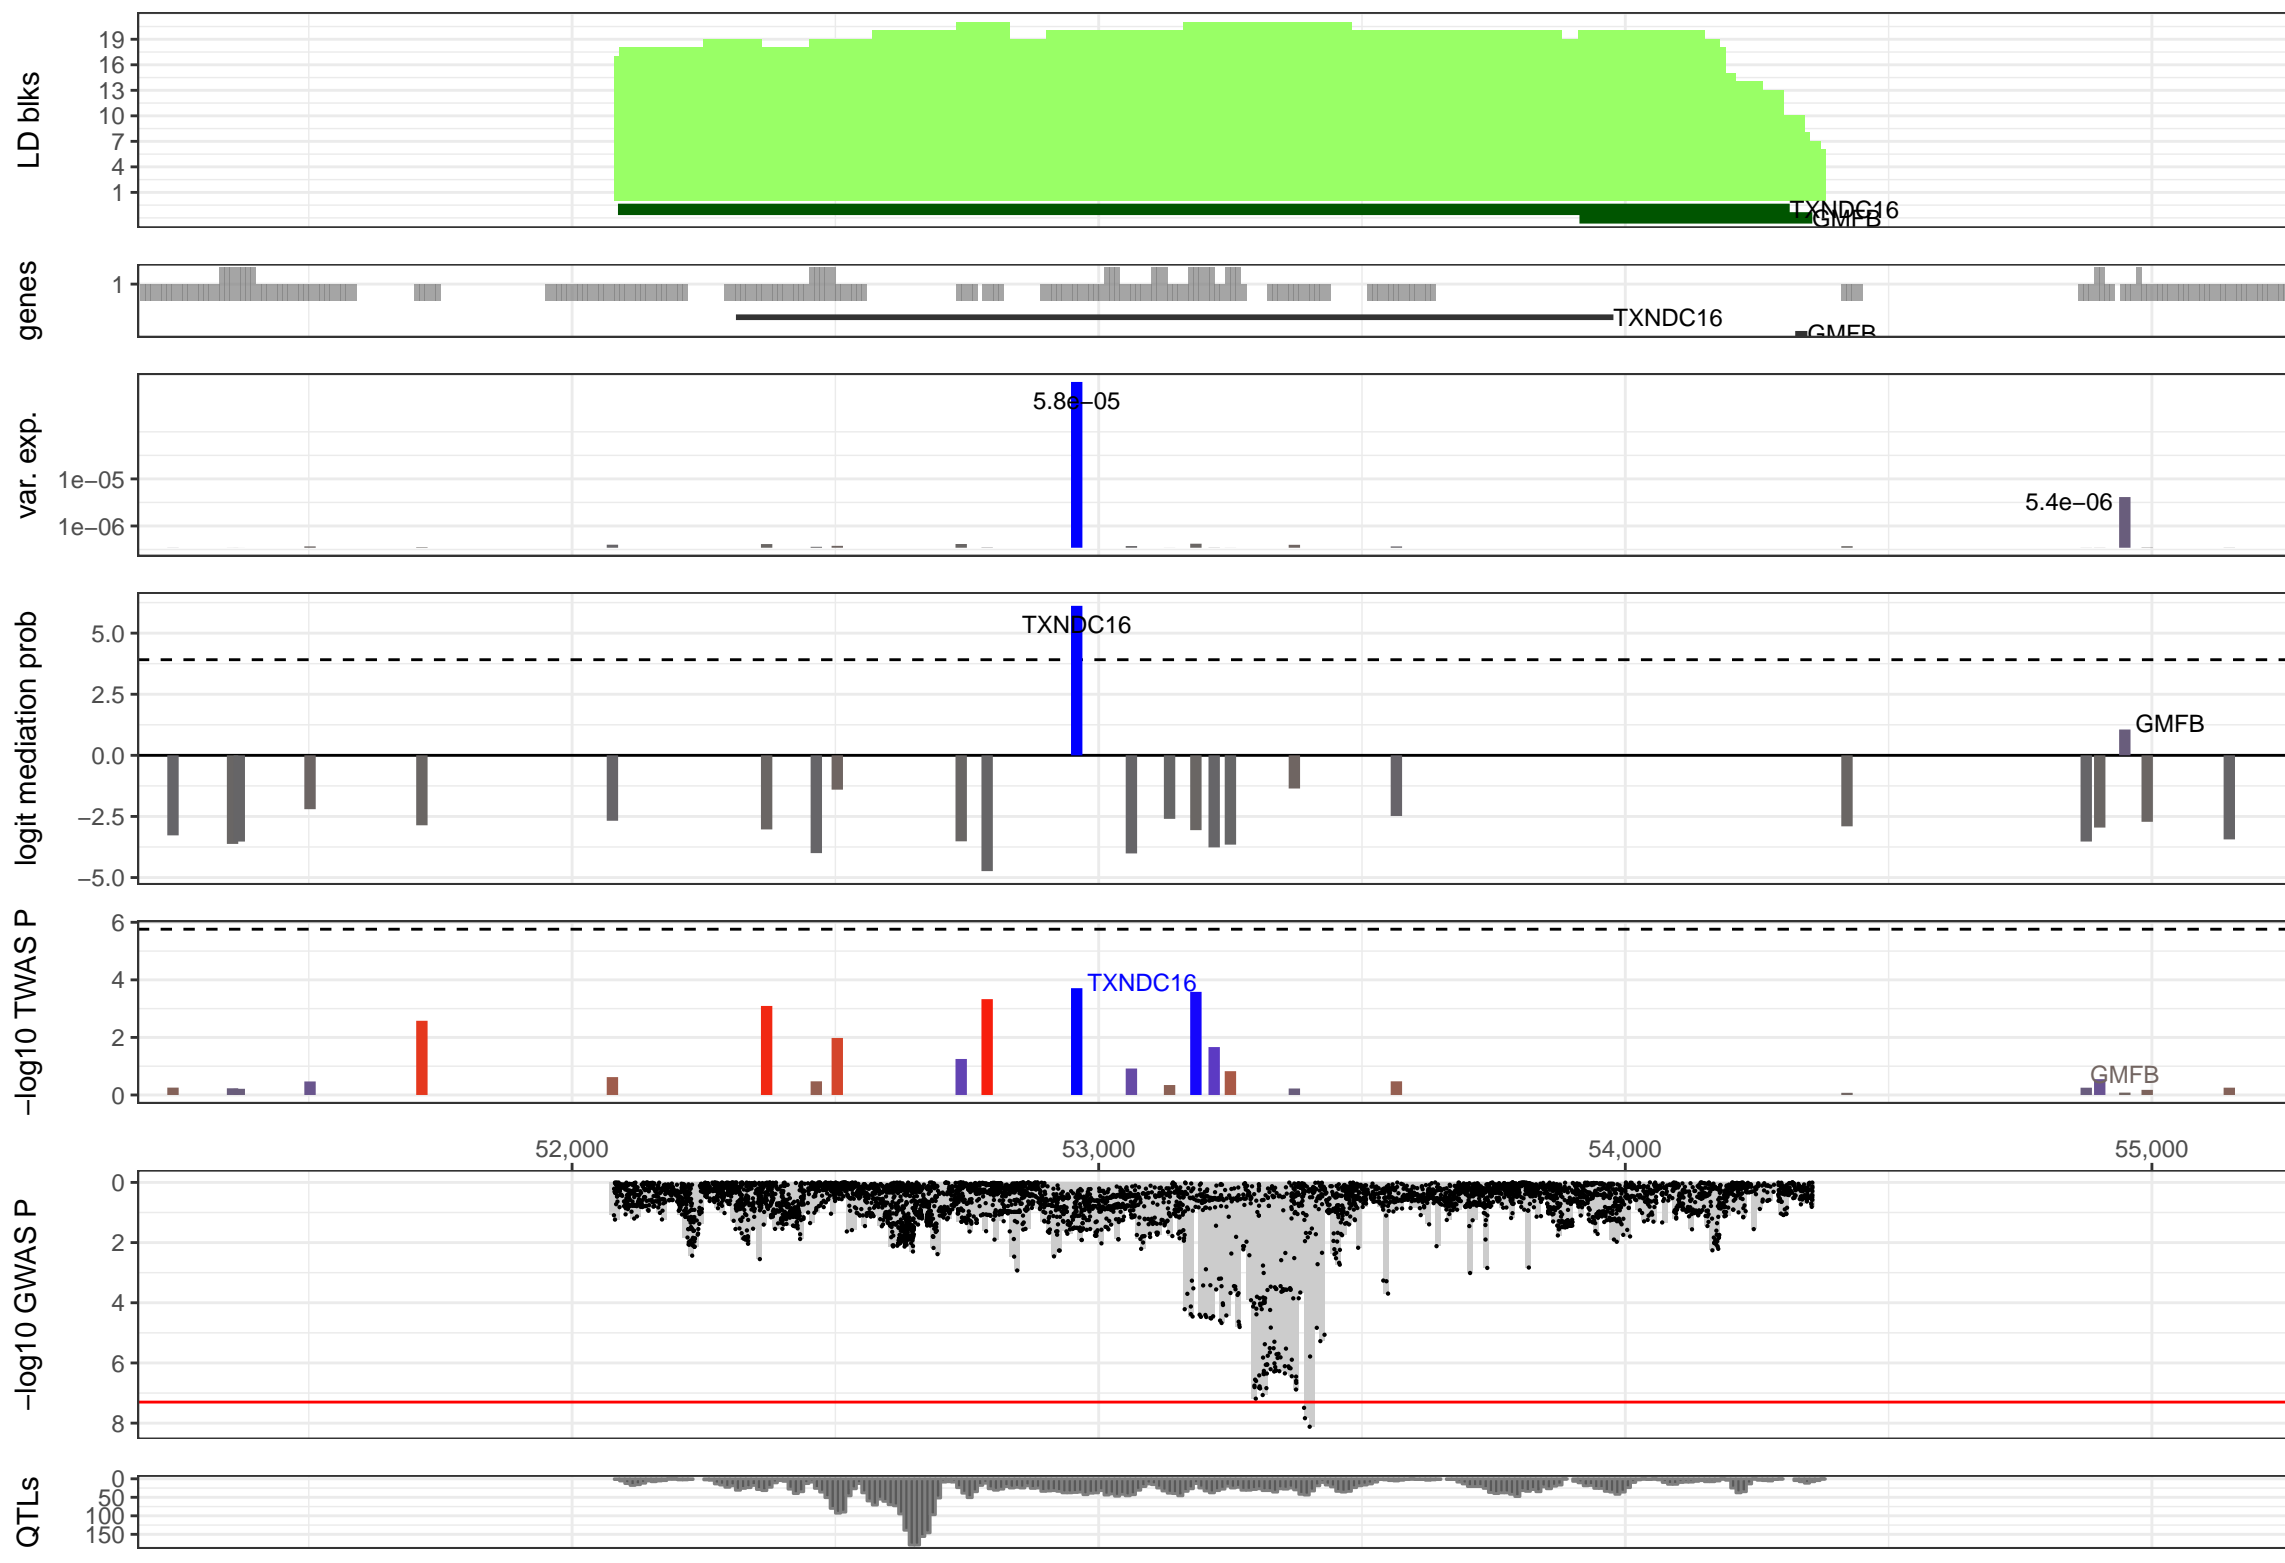 LD blks
19
16
13
10
7
4
1
TXNDC16
GMFB
genes
1
TXNDC16
GMFB
var. exp.
1e−05
1e−06
5.8e−05
5.4e−06
logit mediation prob
5.0
2.5
0.0
−2.5
−5.0
TXNDC16
GMFB
−log10 TWAS P
6
4
2
0
TXNDC16
GMFB
52,000
53,000
54,000
55,000
−log10 GWAS P
0
2
4
6
8
QTLs
0
50
100
150